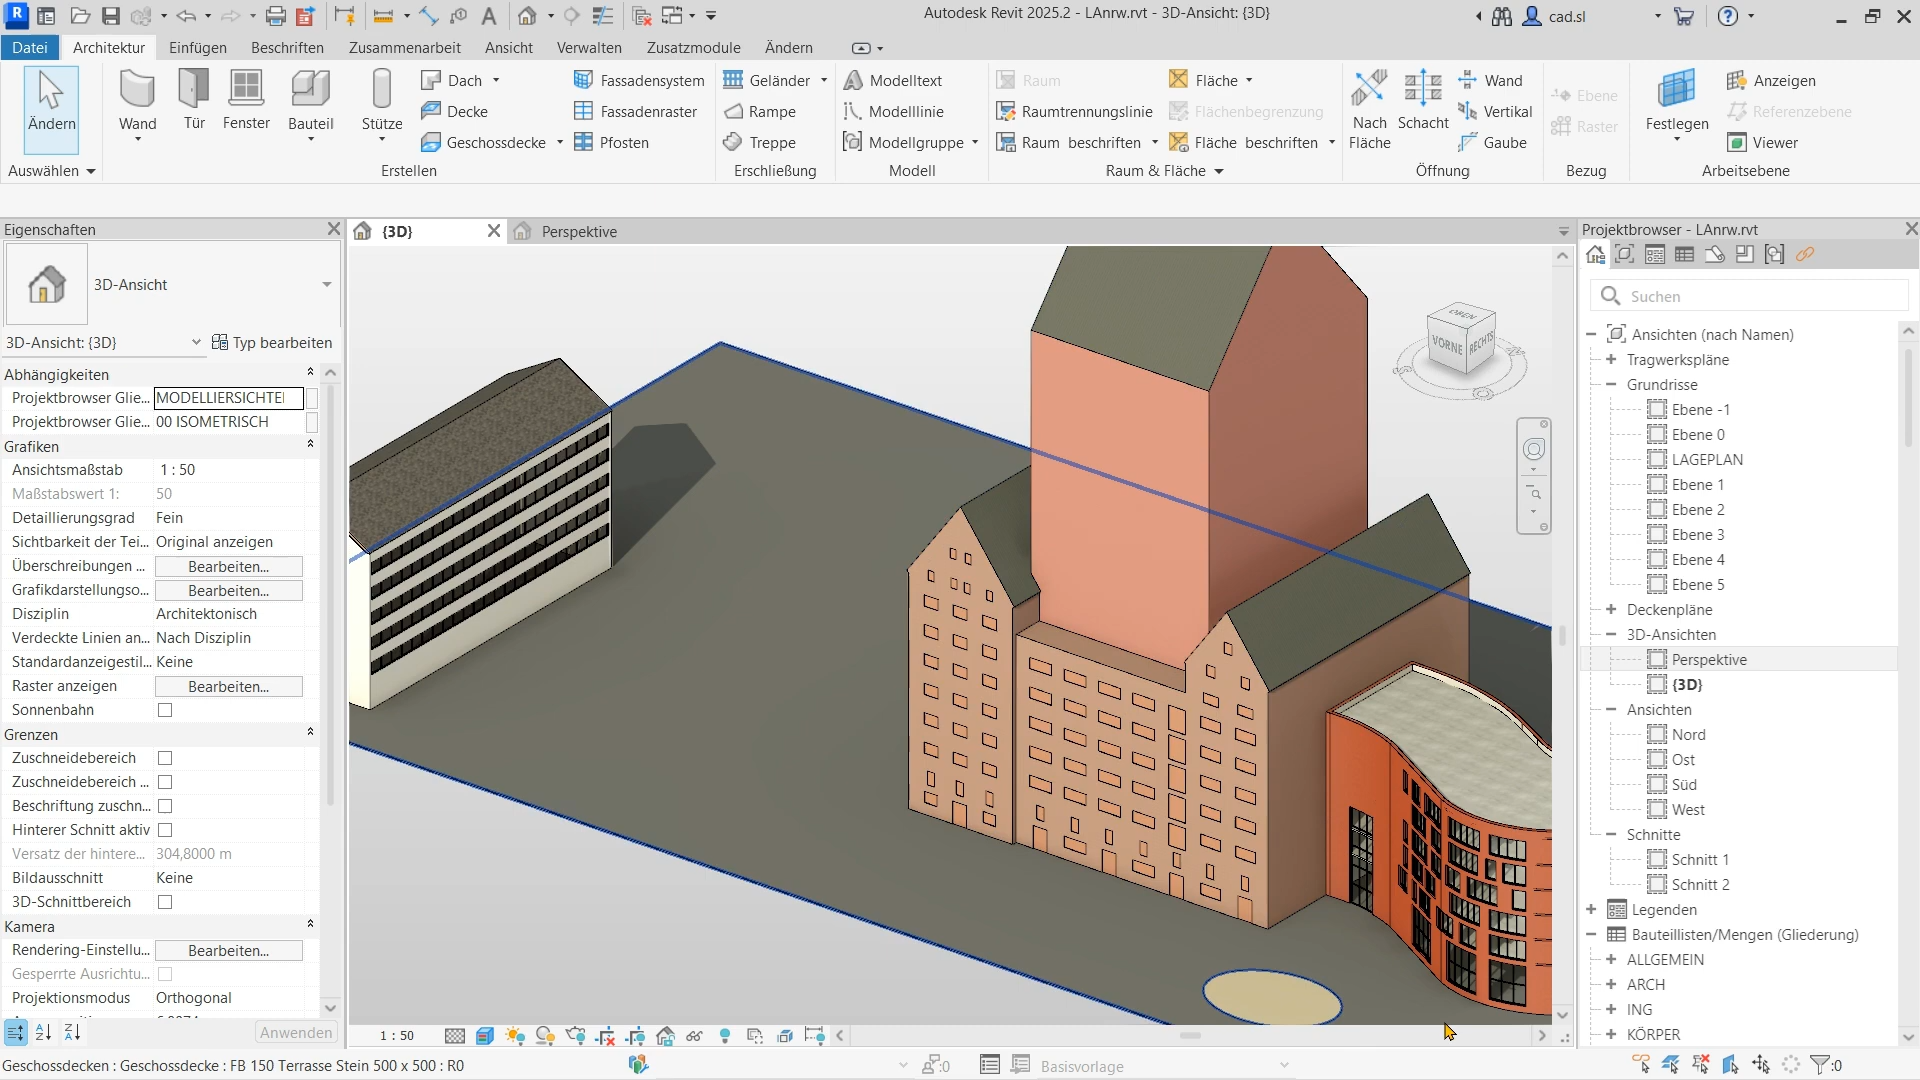 Autodesk Revit 2025.2 - LAnrw.rvt - 3D-Ansicht: {3D}
cad.sl
Datei Architektur Einfügen Beschriften Zusammenarbeit Ansicht Verwalten Zusatzmodule Ändern
Ändern
Auswählen
Wand Tür Fenster Bauteil Stütze
Dach
Decke
Geschossdecke
Fassadensystem
Fassadenraster
Pfosten
Erstellen
Geländer
Rampe
Treppe
Erschließung
Modelltext
Modelllinie
Modellgruppe
Modell
Raum
Raumtrennungslinie
Raum beschriften
Fläche
Flächenbegrenzung
Fläche beschriften
Raum & Fläche
Nach Fläche
Schacht
Wand
Vertikal
Gaube
Öffnung
Ebene
Raster
Bezug
Festlegen
Anzeigen
Referenzebene
Viewer
Arbeitsebene
Eigenschaften
3D-Ansicht
3D-Ansicht: {3D} Typ bearbeiten
Abhängigkeiten
Projektbrowser Glie... MODELLIERSICHTE
Projektbrowser Glie... 00 ISOMETRISCH
Grafiken
Ansichtsmaßstab 1 : 50
Maßstabswert 1: 50
Detaillierungsgrad Fein
Sichtbarkeit der Tei... Original anzeigen
Überschreibungen ... Bearbeiten...
Grafikdarstellungso... Bearbeiten...
Disziplin Architektonisch
Verdeckte Linien an... Nach Disziplin
Standardanzeigestil... Keine
Raster anzeigen Bearbeiten...
Sonnenbahn
Grenzen
Zuschneidebereich
Zuschneidebereich ...
Beschriftung zuschn...
Hinterer Schnitt aktiv
Versatz der hintere... 304,8000 m
Bildausschnitt Keine
3D-Schnittbereich
Kamera
Rendering-Einstellu... Bearbeiten...
Gesperrte Ausrichtu...
Projektionsmodus Orthogonal
Anwenden
{3D} Perspektive
OBEN
VORNE RECHTS
1 : 50
Projektbrowser - LAnrw.rvt
Suchen
Ansichten (nach Namen)
Tragwerkspläne
Grundrisse
Ebene -1
Ebene 0
LAGEPLAN
Ebene 1
Ebene 2
Ebene 3
Ebene 4
Ebene 5
Deckenpläne
3D-Ansichten
Perspektive
{3D}
Ansichten
Nord
Ost
Süd
West
Schnitte
Schnitt 1
Schnitt 2
Legenden
Bauteillisten/Mengen (Gliederung)
ALLGEMEIN
ARCH
ING
KÖRPER
Geschossdecken : Geschossdecke : FB 150 Terrasse Stein 500 x 500 : R0
:0
Basisvorlage
:0